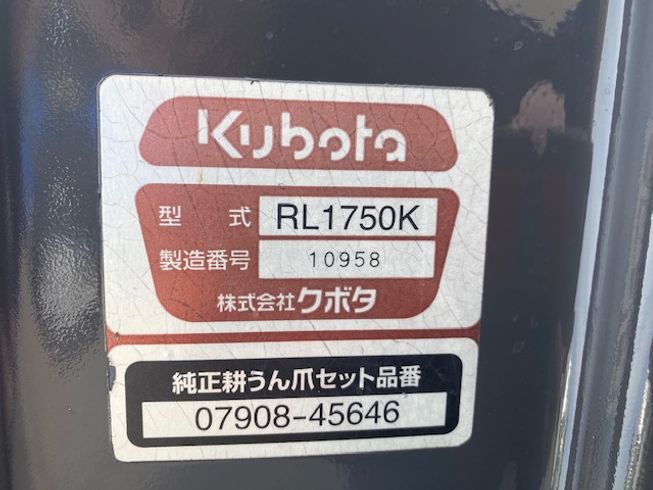 Kubota
型式 RL1750K
製造番号 10958
株式会社クボタ
純正耕うん爪セット品番
07908-45646